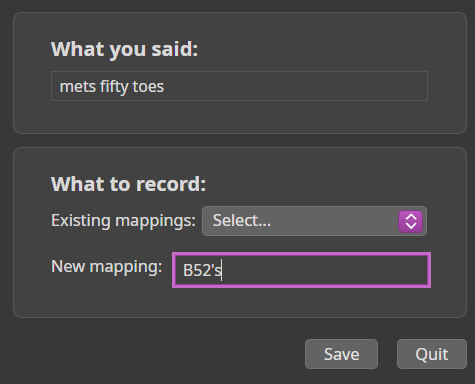 What you said:
mets fifty toes
What to record:
Existing mappings: Select...
New mapping: B52's
Save Quit